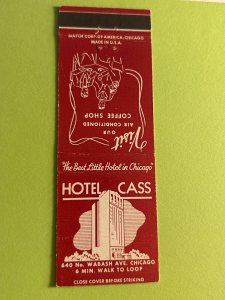 MATCH CORP. OF AMERICA, CHICAGO
MADE IN U.S.A.
Visit
OUR
AIR CONDITIONED
COFFEE SHOP
"The Best Little Hotel in Chicago"
HOTEL CASS
640 No. WABASH AVE. CHICAGO
6 MIN. WALK TO LOOP
CLOSE COVER BEFORE STRIKING